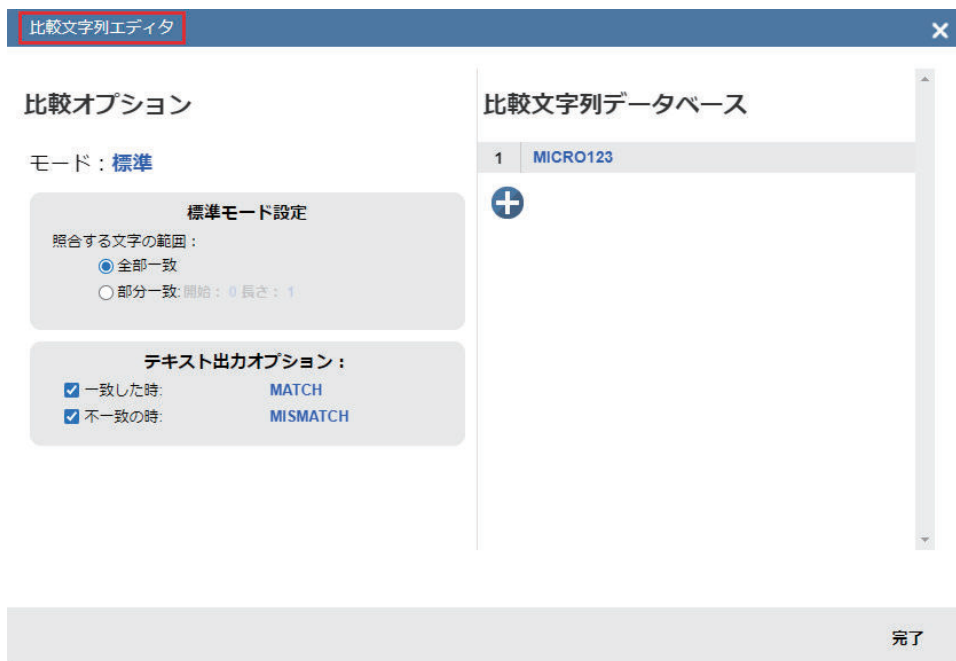 比較文字列エディタ
比較オプション
モード：標準
標準モード設定
照合する文字の範囲：
全部一致
部分一致:開始： 0 長さ： 1
テキスト出力オプション：
一致した時: MATCH
不一致の時: MISMATCH
比較文字列データベース
1 MICRO123
完了